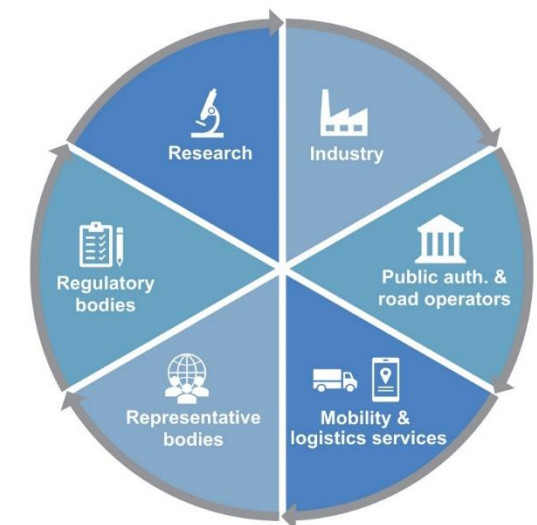 Research
Industry
Public auth. &
road operators
Mobility &
logistics services
Representative
bodies
Regulatory
bodies